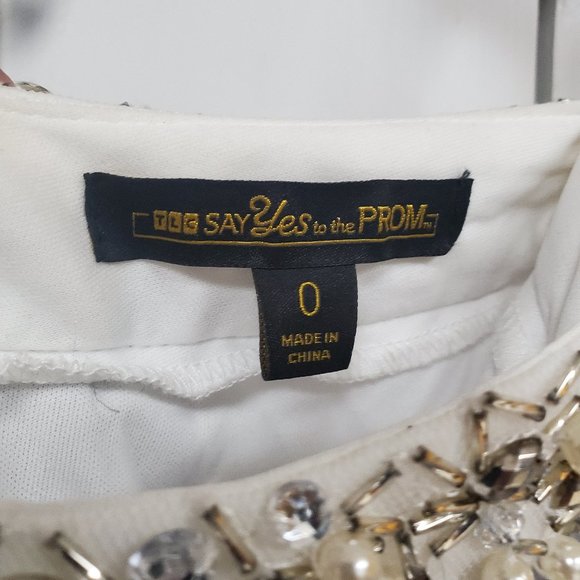 TLC SAY Yes to the PROM™
0
MADE IN
CHINA